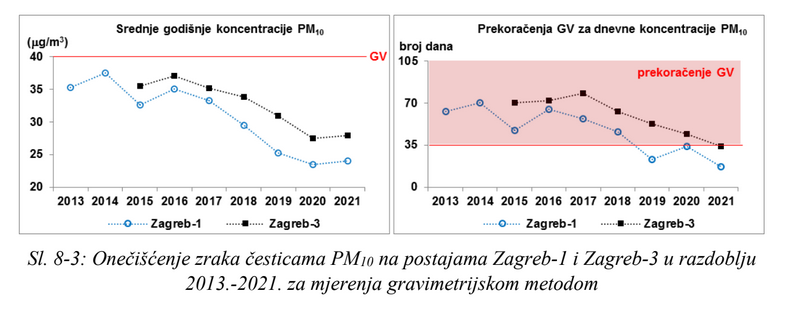 Srednje godišnje koncentracije PM10
(µg/m3)
GV
40
35
30
25
20
2013 2014 2015 2016 2017 2018 2019 2020 2021
Zagreb-1 Zagreb-3
Prekoračenja GV za dnevne koncentracije PM10
broj dana
105
prekoračenje GV
70
35
0
2013 2014 2015 2016 2017 2018 2019 2020 2021
Zagreb-1 Zagreb-3
Sl. 8-3: Onečišćenje zraka česticama PM10 na postajama Zagreb-1 i Zagreb-3 u razdoblju
2013.-2021. za mjerenja gravimetrijskom metodom